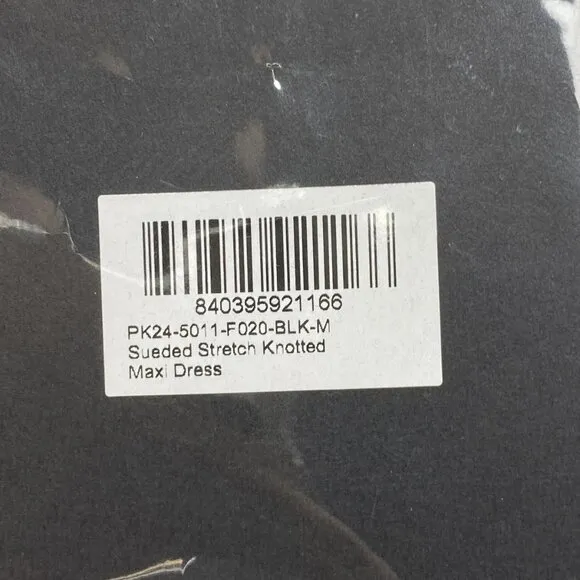 840395921166
PK24-5011-F020-BLK-M
Sueded Stretch Knotted
Maxi Dress